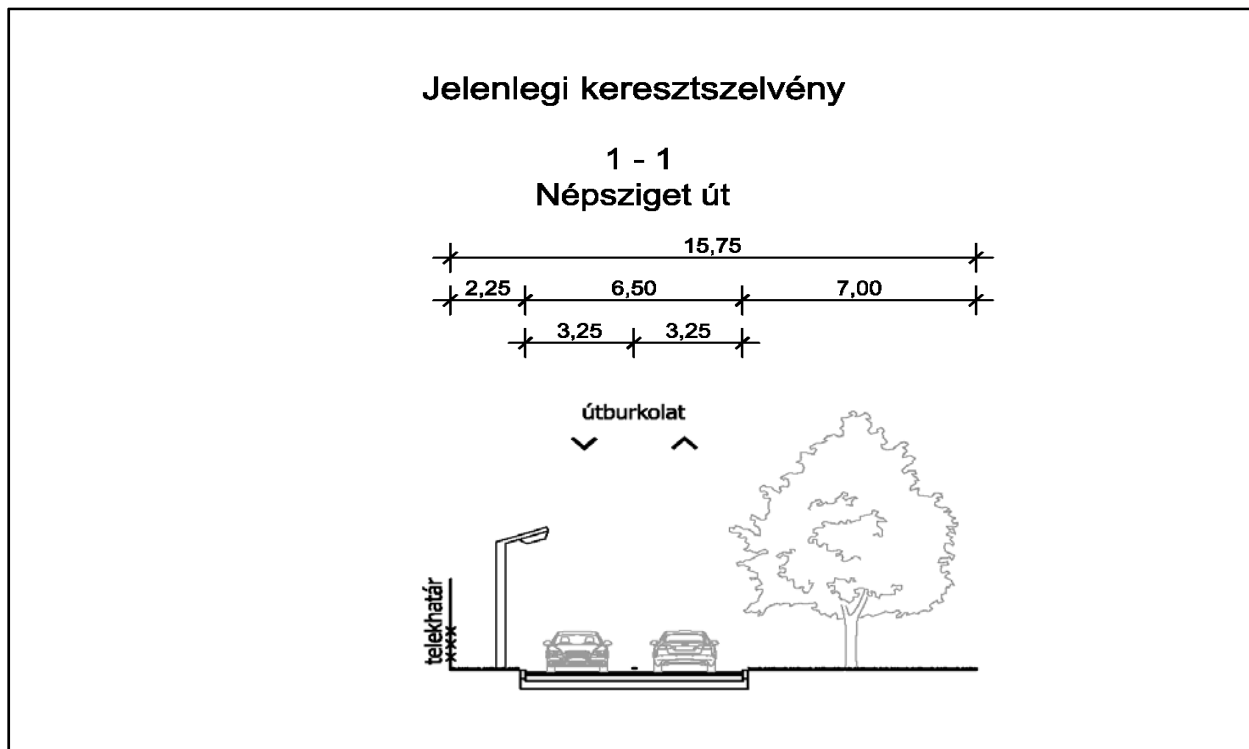 Jelenlegi keresztszelvény
1 - 1
Népsziget út
15,75
2,25 6,50 7,00
3,25 3,25
útburkolat
telekhatár